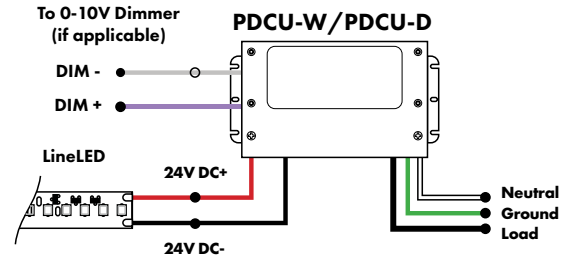 To 0-10V Dimmer
(if applicable)
PDCU-W/PDCU-D
DIM -
DIM +
LineLED
24V DC+
24V DC-
Neutral
Ground
Load